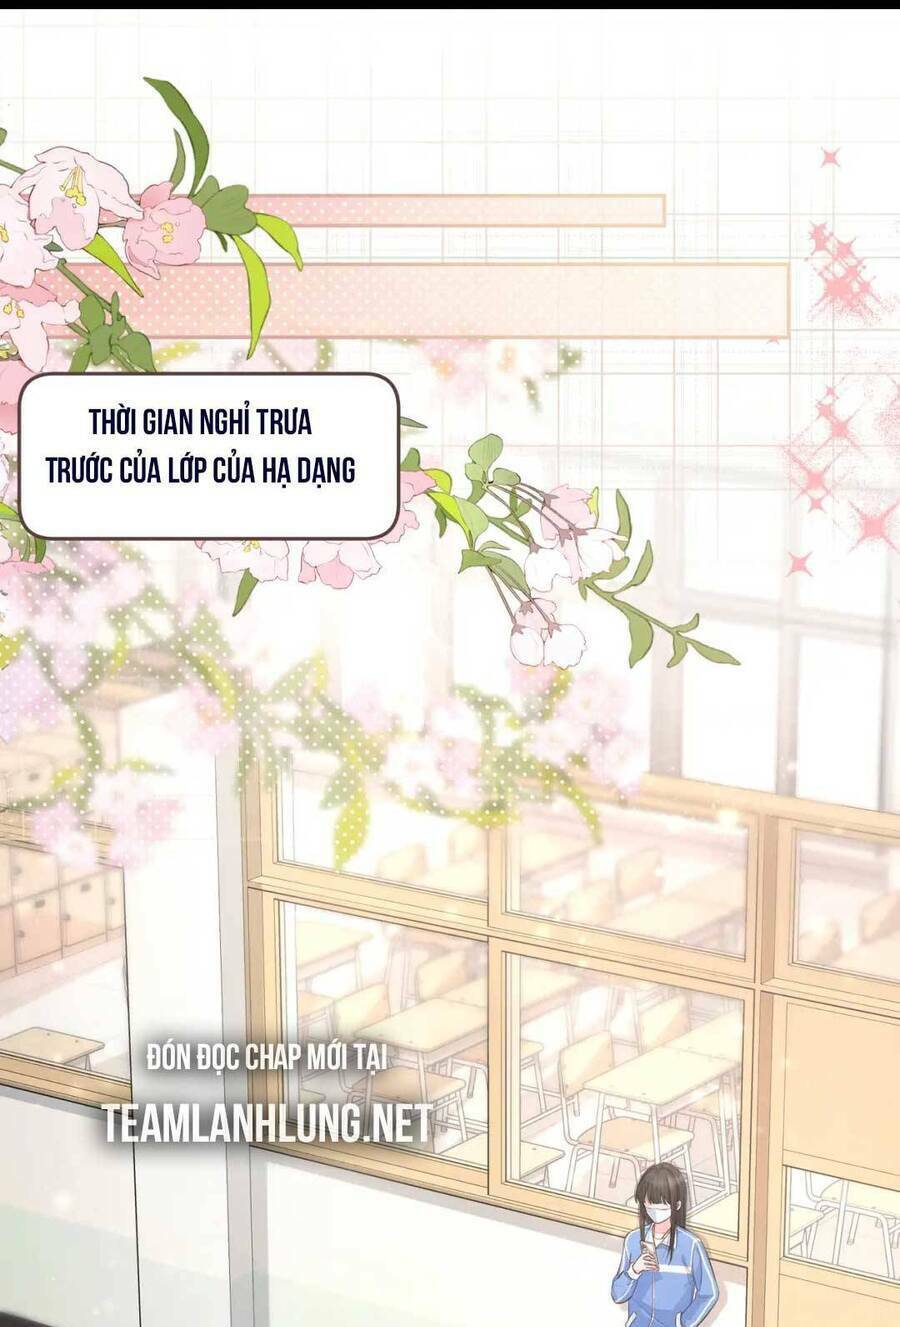 THỜI GIAN NGHỈ TRƯA
TRƯỚC CỦA LỚP CỦA HẠ DẠNG
ĐÓN ĐỌC CHAP MỚI TẠI
TEAMLANHLUNG.NET